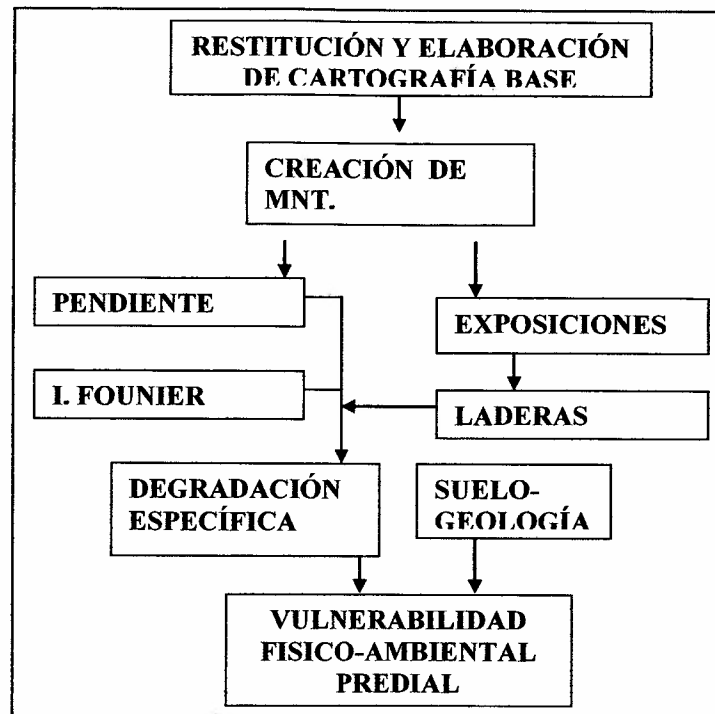 RESTITUCIÓN Y ELABORACIÓN
DE CARTOGRAFÍA BASE
CREACIÓN DE
MNT.
PENDIENTE
EXPOSICIONES
I. FOUNIER
LADERAS
DEGRADACIÓN
ESPECÍFICA
SUELO-
GEOLOGÍA
VULNERABILIDAD
FISICO-AMBIENTAL
PREDIAL